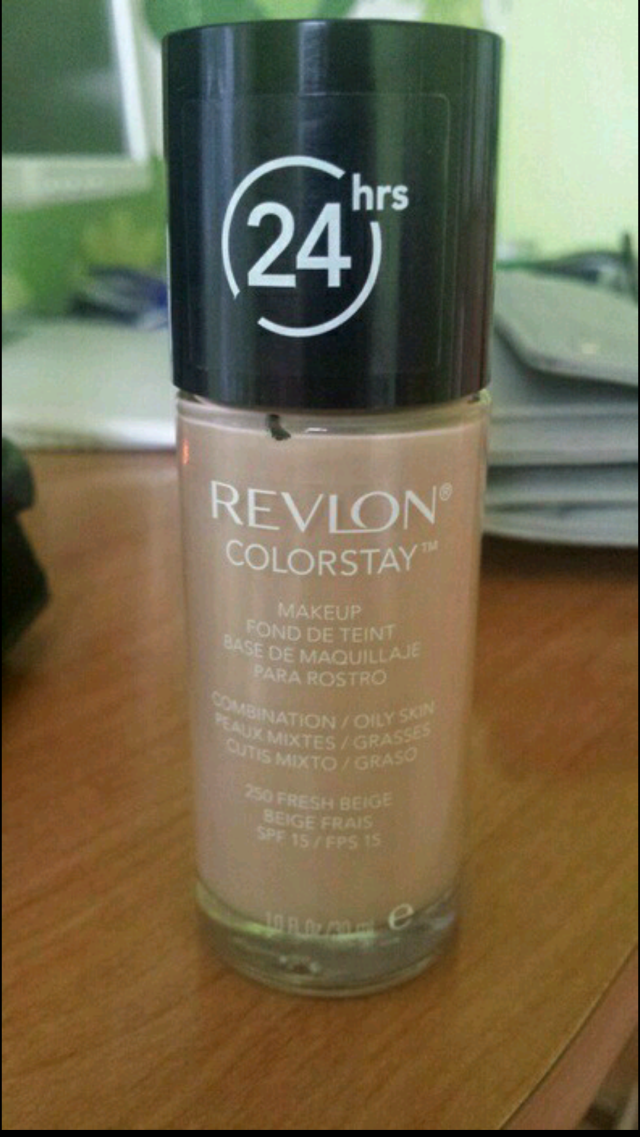 24 hrs
REVLON®
COLORSTAY™
MAKEUP
FOND DE TEINT
BASE DE MAQUILLAJE
PARA ROSTRO
COMBINATION / OILY SKIN
PEAUX MIXTES / GRASSES
CUTIS MIXTO / GRASO
250 FRESH BEIGE
BEIGE FRAIS
SPF 15 / FPS 15
1.0 Fl. Oz./30 ml e